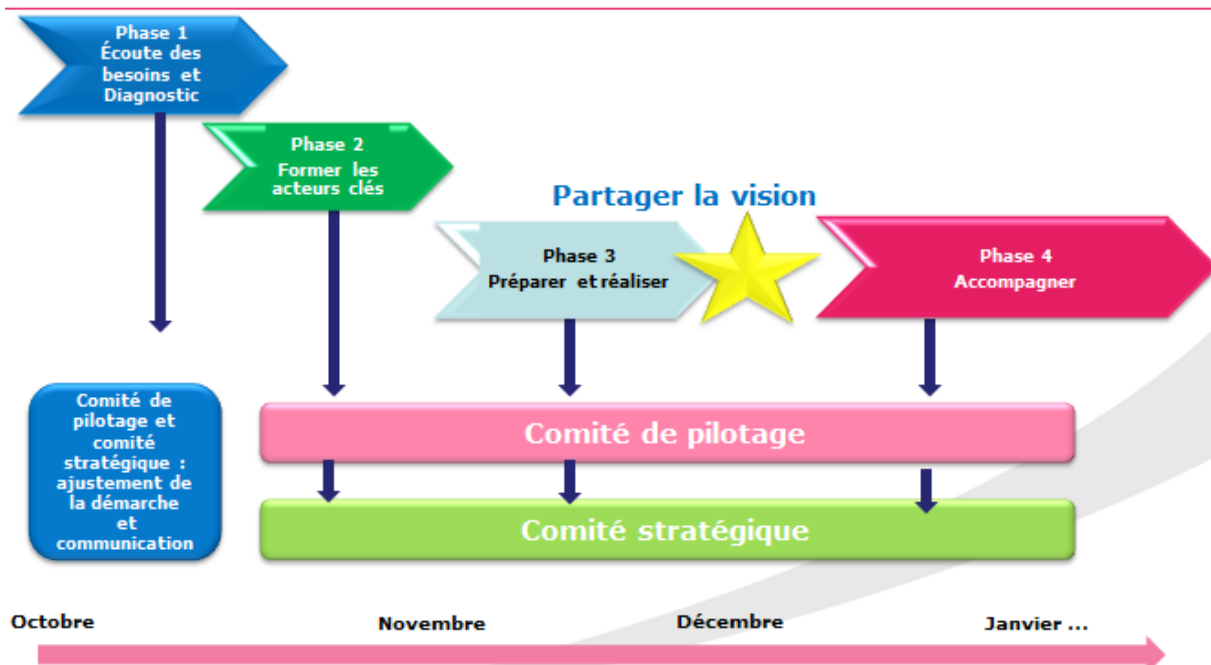 Phase 1
Écoute des
besoins et
Diagnostic
Phase 2
Former les
acteurs clés
Partager la vision
Phase 3
Préparer et réaliser
Phase 4
Accompagner
Comité de
pilotage et
comité
stratégique :
ajustement de
la démarche
et
communication
Comité de pilotage
Comité stratégique
Octobre
Novembre
Décembre
Janvier ...